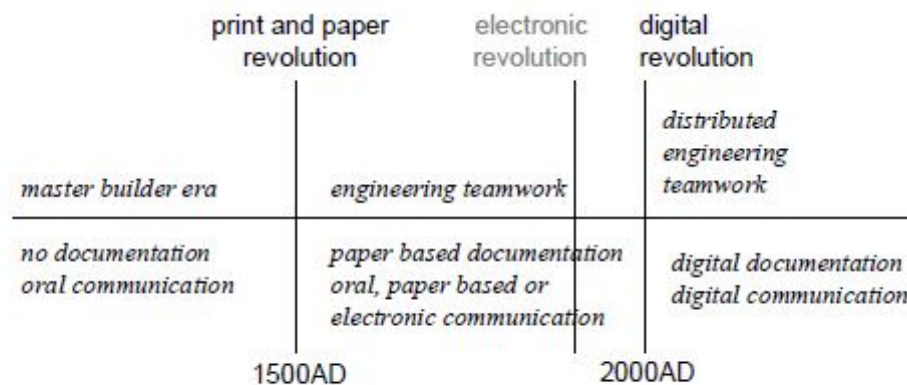 print and paper
revolution
electronic
revolution
digital
revolution
master builder era
engineering teamwork
distributed
engineering
teamwork
no documentation
oral communication
paper based documentation
oral, paper based or
electronic communication
digital documentation
digital communication
1500AD
2000AD